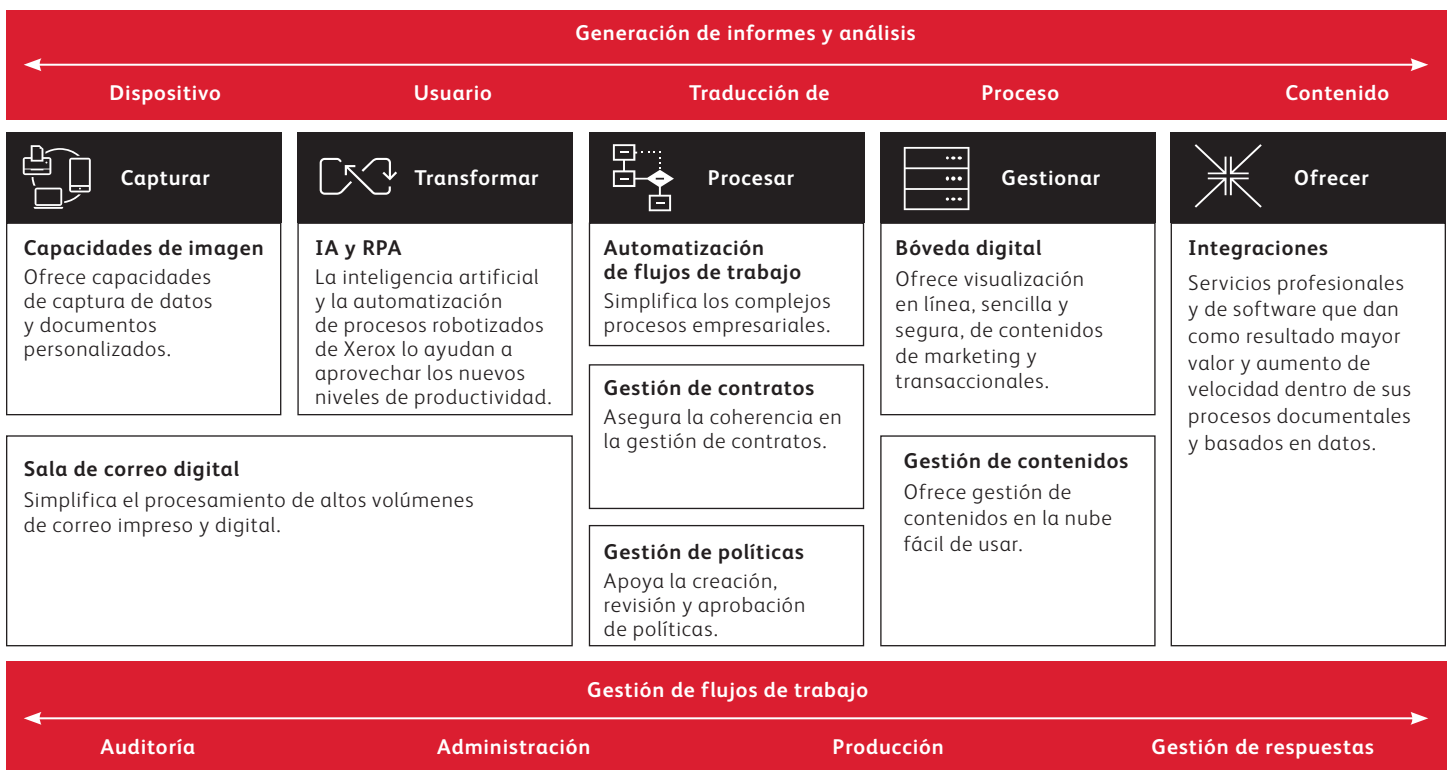 Generación de informes y análisis
Dispositivo Usuario Traducción de Proceso Contenido
Capturar
Capacidades de imagen
Ofrece capacidades
de captura de datos
y documentos
personalizados.
Transformar
IA y RPA
La inteligencia artificial
y la automatización
de procesos robotizados
de Xerox lo ayudan a
aprovechar los nuevos
niveles de productividad.
Sala de correo digital
Simplifica el procesamiento de altos volúmenes
de correo impreso y digital.
Procesar
Automatización
de flujos de trabajo
Simplifica los complejos
procesos empresariales.
Gestión de contratos
Asegura la coherencia en
la gestión de contratos.
Gestión de políticas
Apoya la creación,
revisión y aprobación
de políticas.
Gestionar
Bóveda digital
Ofrece visualización
en línea, sencilla y
segura, de contenidos
de marketing y
transaccionales.
Gestión de contenidos
Ofrece gestión de
contenidos en la nube
fácil de usar.
Ofrecer
Integraciones
Servicios profesionales
y de software que dan
como resultado mayor
valor y aumento de
velocidad dentro de sus
procesos documentales
y basados en datos.
Gestión de flujos de trabajo
Auditoría Administración Producción Gestión de respuestas